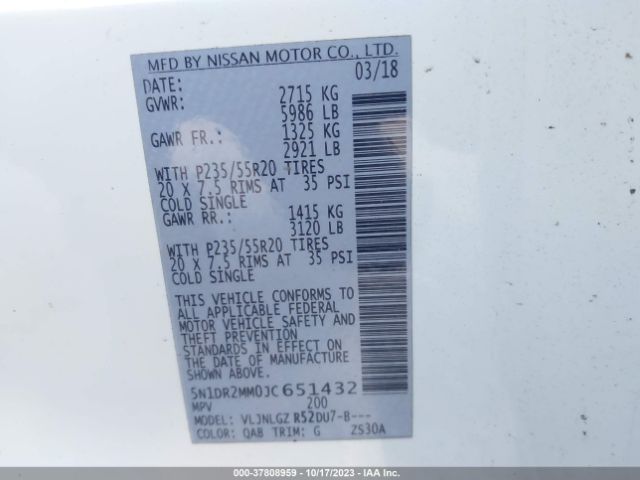 MFD BY NISSAN MOTOR CO., LTD.
DATE: 03/18
GVWR: 2715 KG
5986 LB
GAWR FR.: 1325 KG
2921 LB
WITH P235/55R20 TIRES
20 X 7.5 RIMS AT 35 PSI
COLD SINGLE
GAWR RR.: 1415 KG
3120 LB
WITH P235/55R20 TIRES
20 X 7.5 RIMS AT 35 PSI
COLD SINGLE
THIS VEHICLE CONFORMS TO
ALL APPLICABLE FEDERAL
MOTOR VEHICLE SAFETY AND
THEFT PREVENTION
STANDARDS IN EFFECT ON
THE DATE OF MANUFACTURE
SHOWN ABOVE.
5N1DR2MM0JC651432
MPV 200
MODEL: VLJNLGZ R52DU7-B---
COLOR: QAB TRIM: G ZS30A
000-37808959 - 10/17/2023 - IAA Inc.